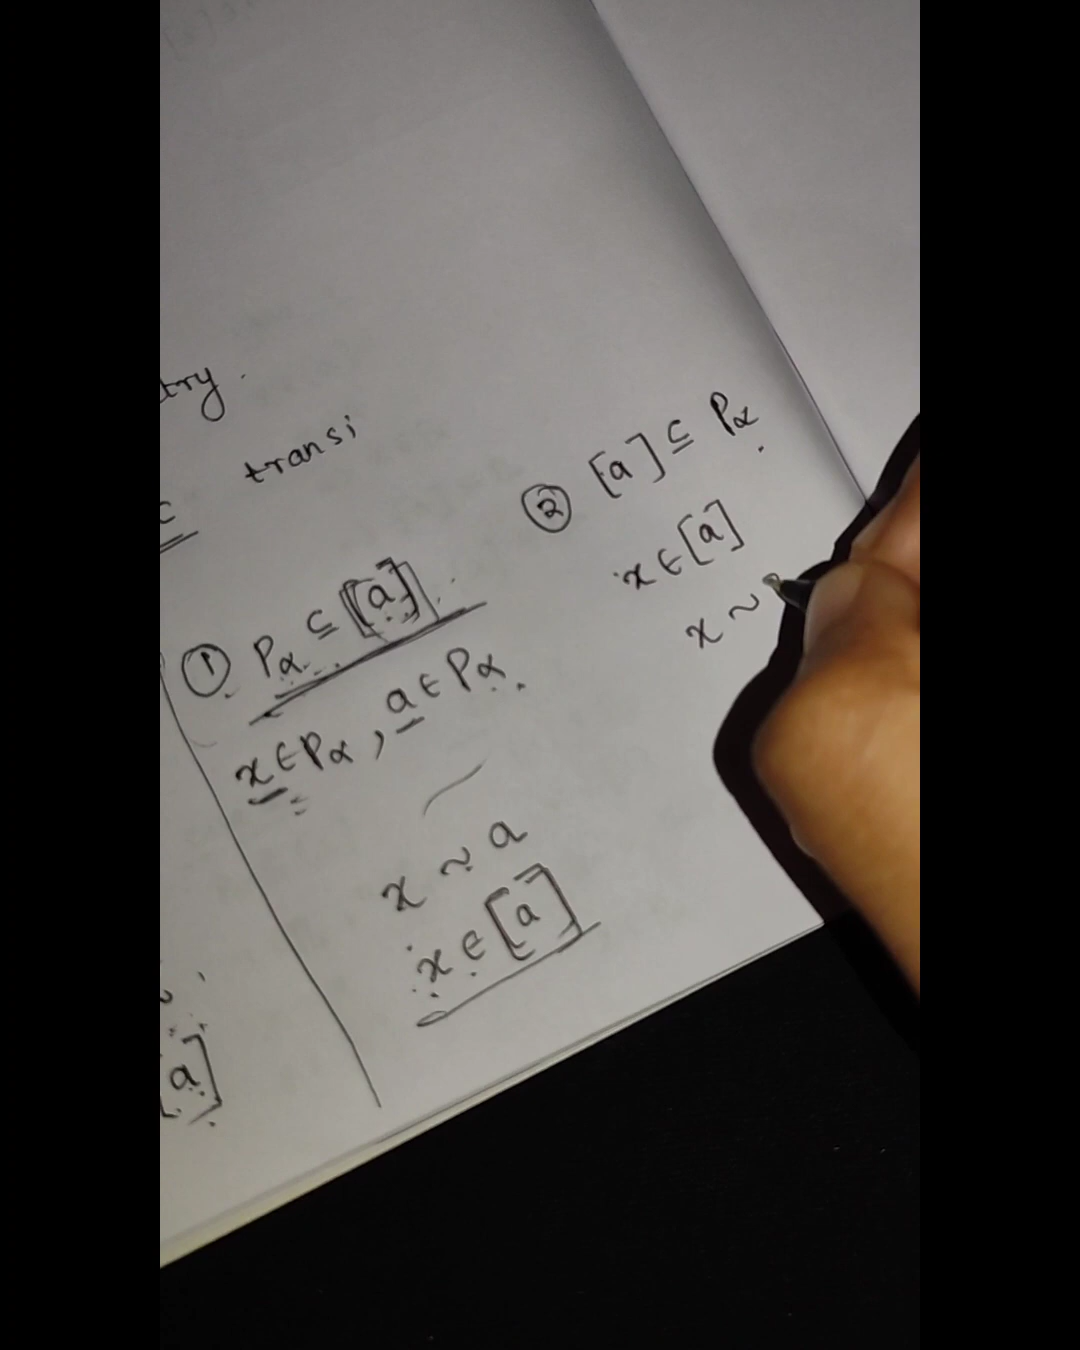 try.
transi
⊆
① Pα ⊆ [a]
x ∈ Pα , a ∈ Pα
x ~ a
x ∈ [a]
② [a] ⊆ Pα
x ∈ [a]
x ~
[a]